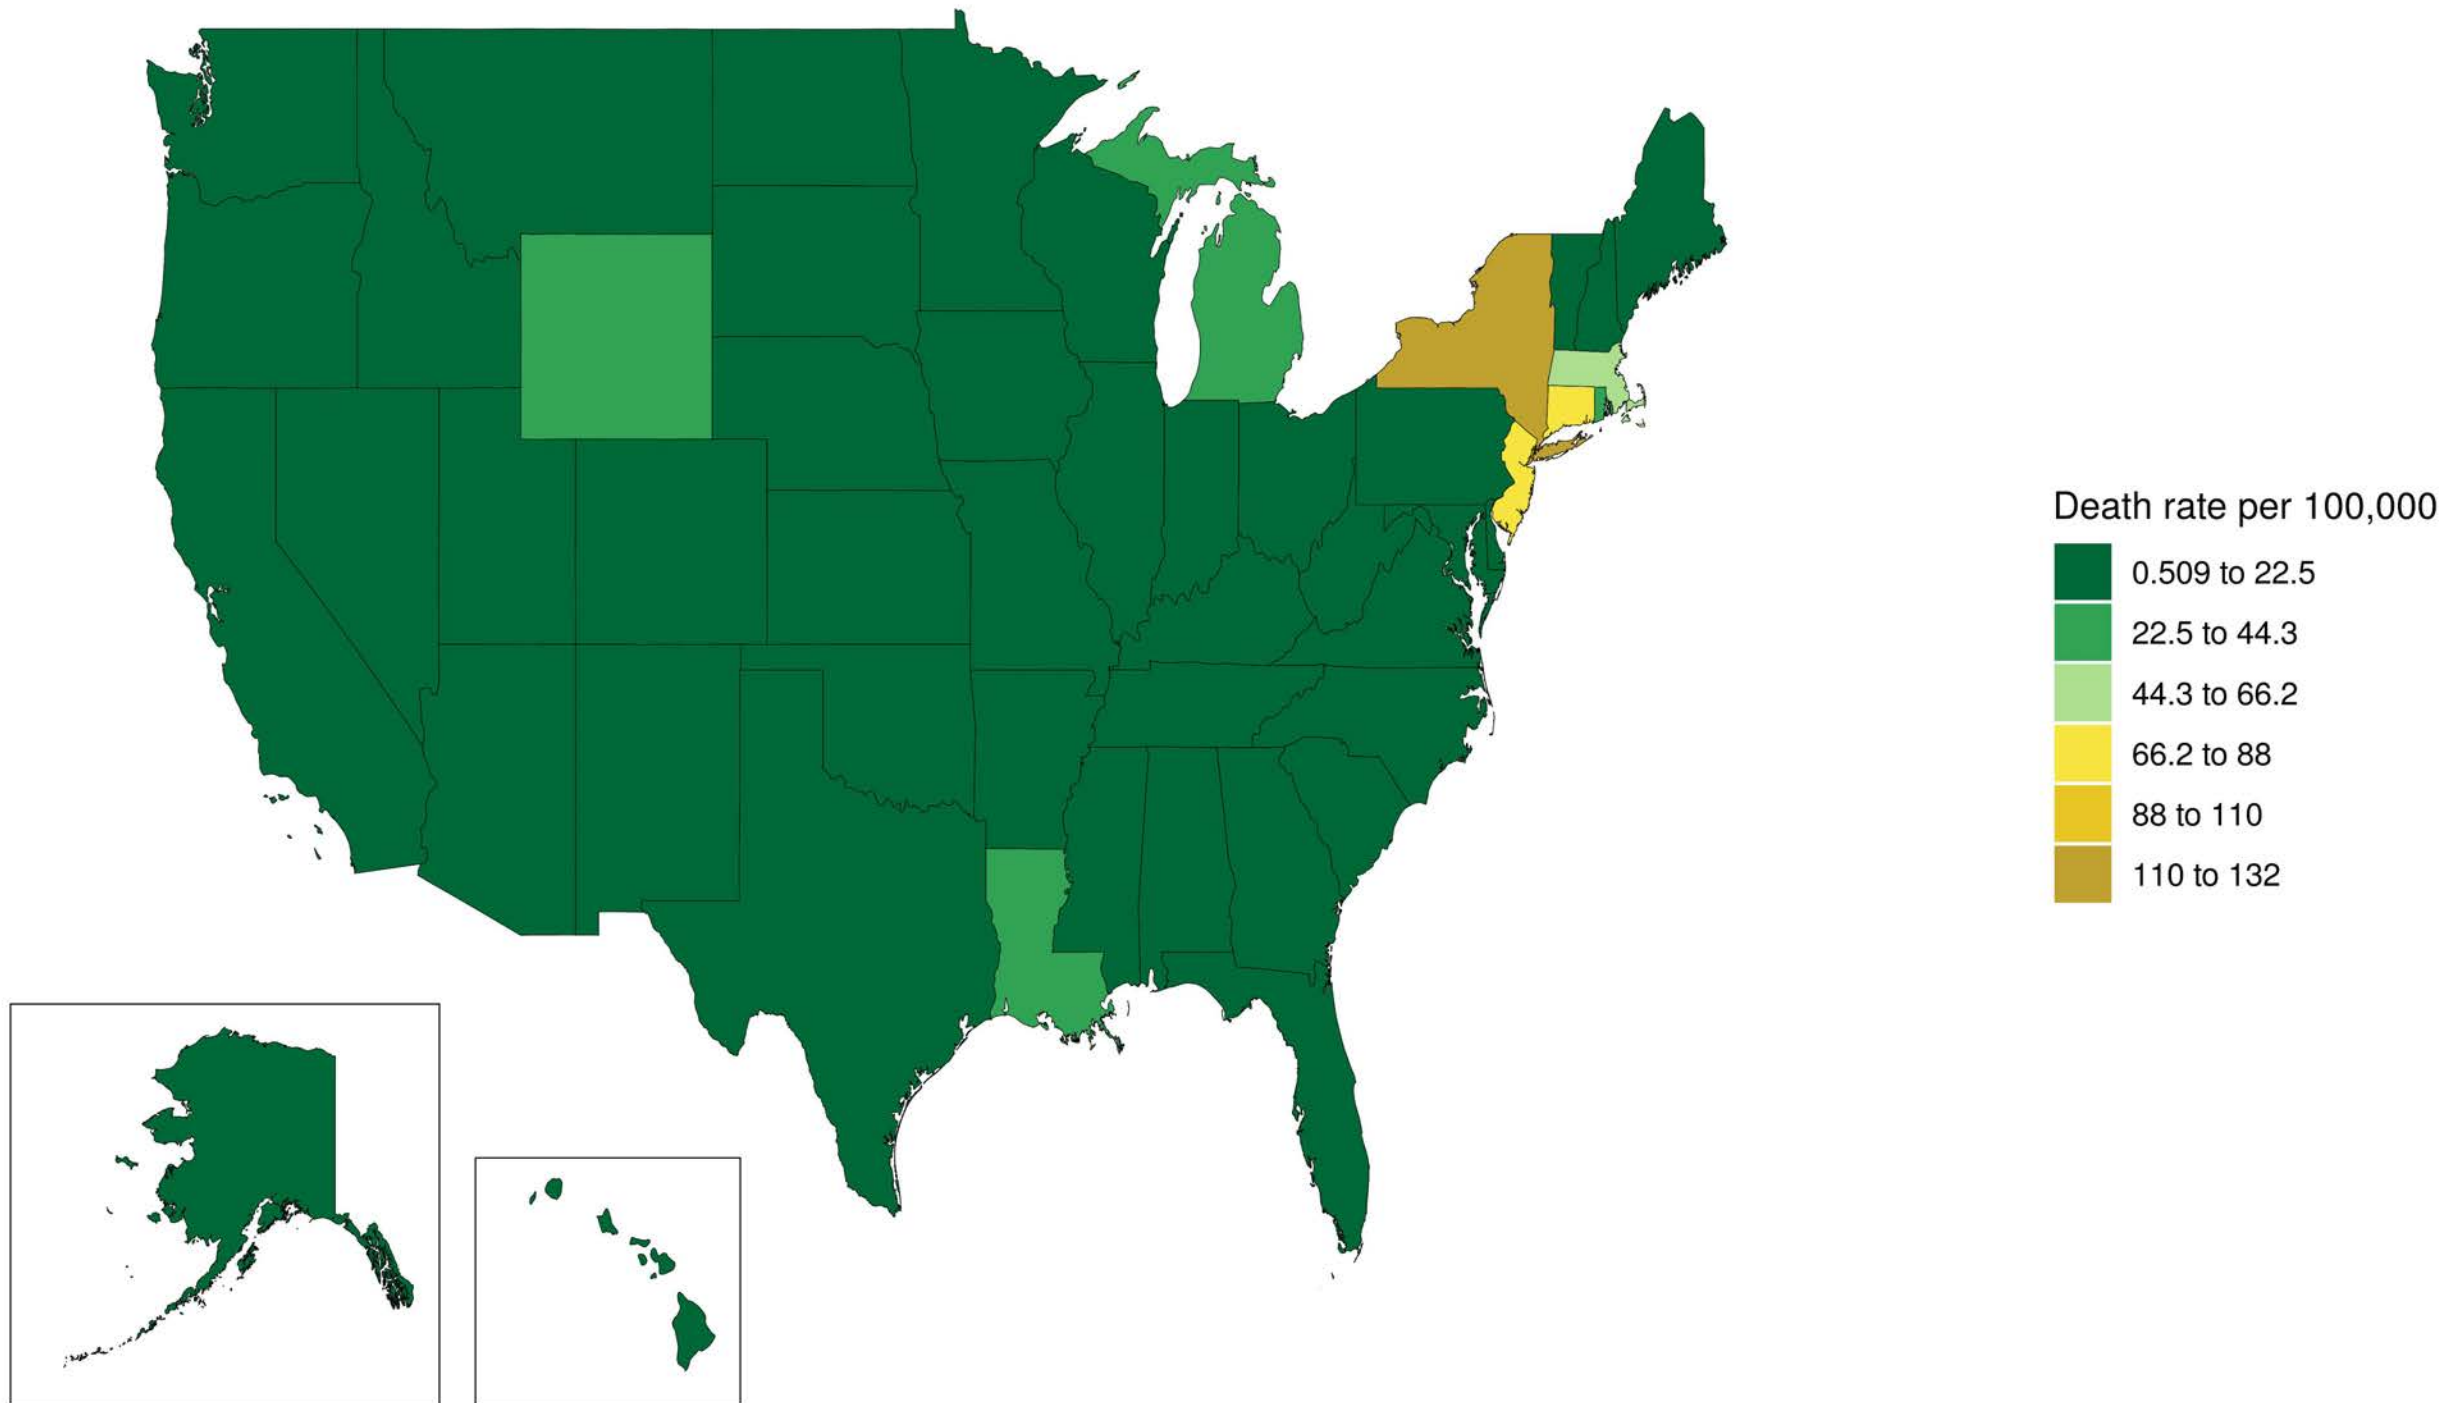 Death rate per 100,000
0.509 to 22.5
22.5 to 44.3
44.3 to 66.2
66.2 to 88
88 to 110
110 to 132